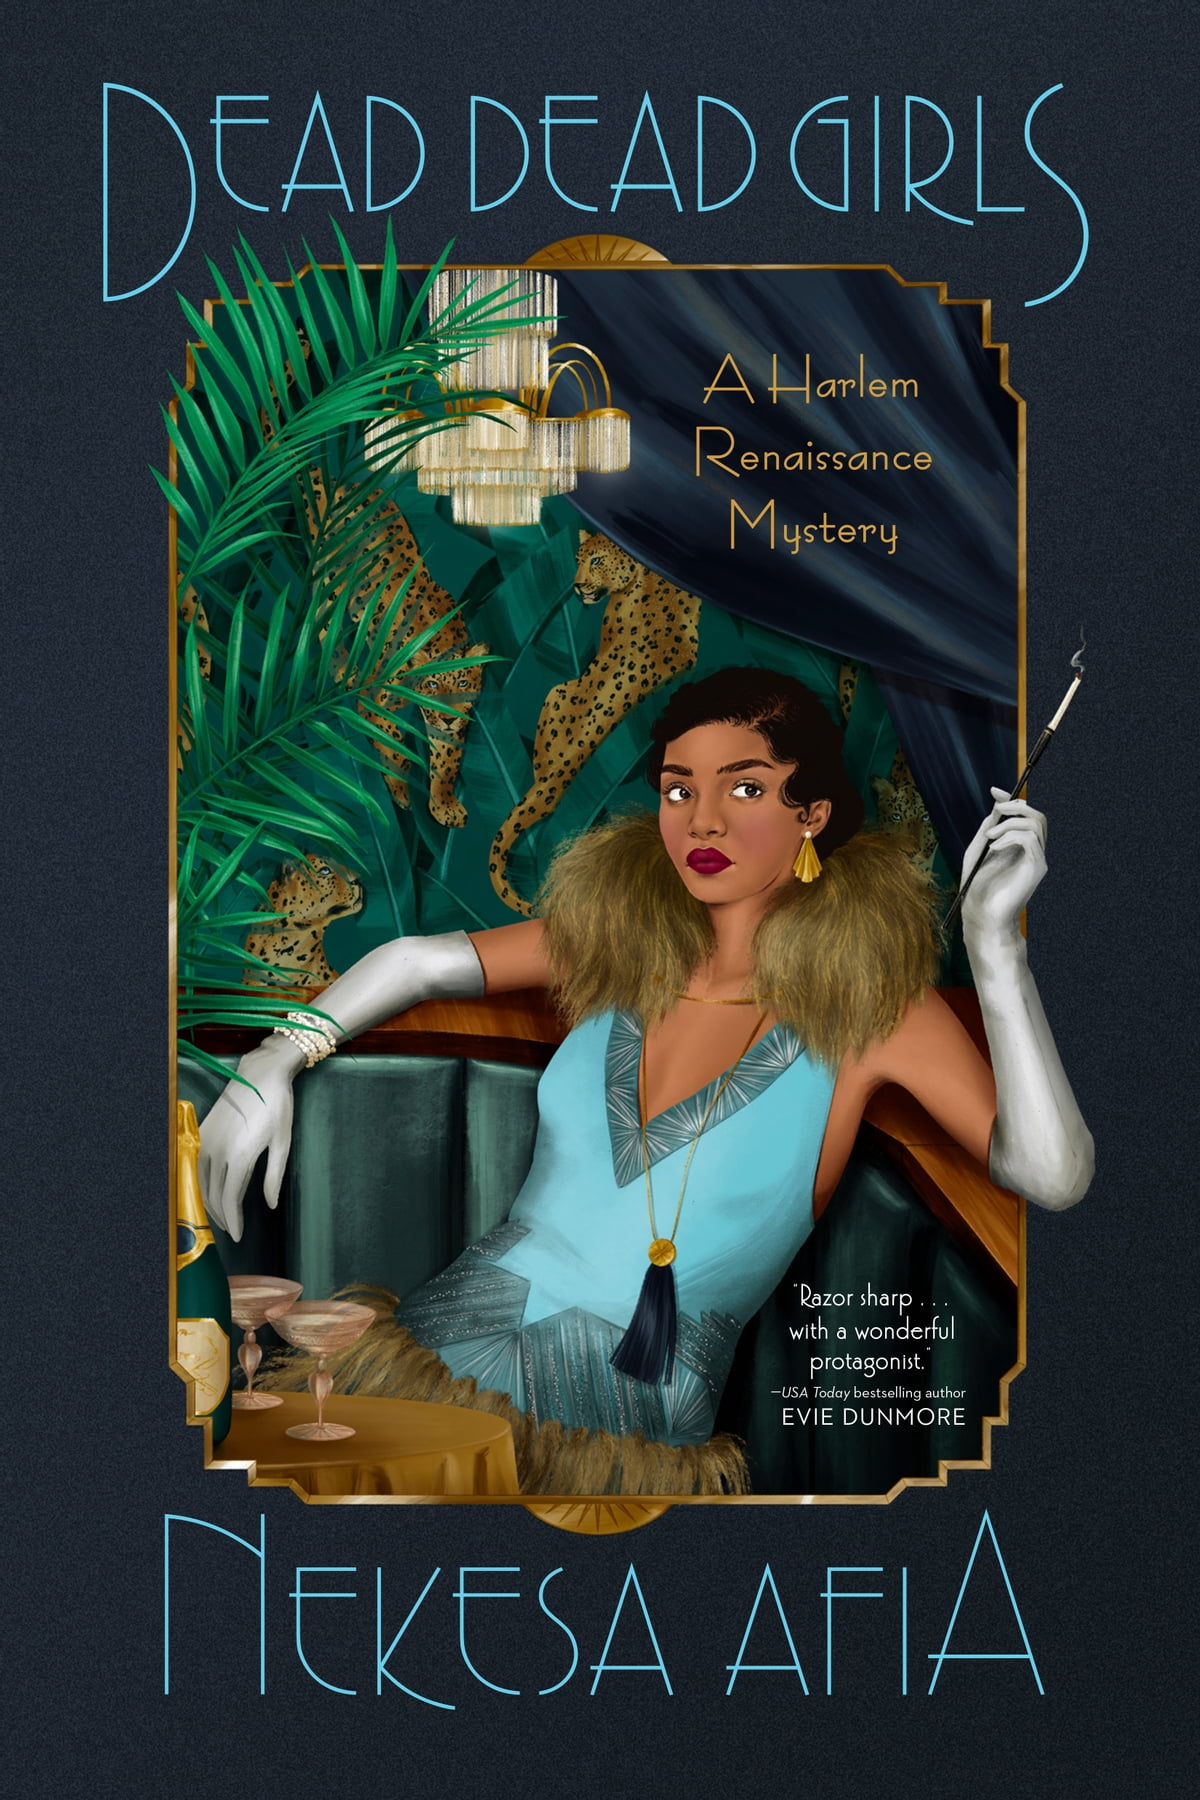 DEAD DEAD GIRLS
A Harlem
Renaissance
Mystery
"Razor sharp . . .
with a wonderful
protagonist."
—USA Today bestselling author
EVIE DUNMORE
NEKESA AFIA